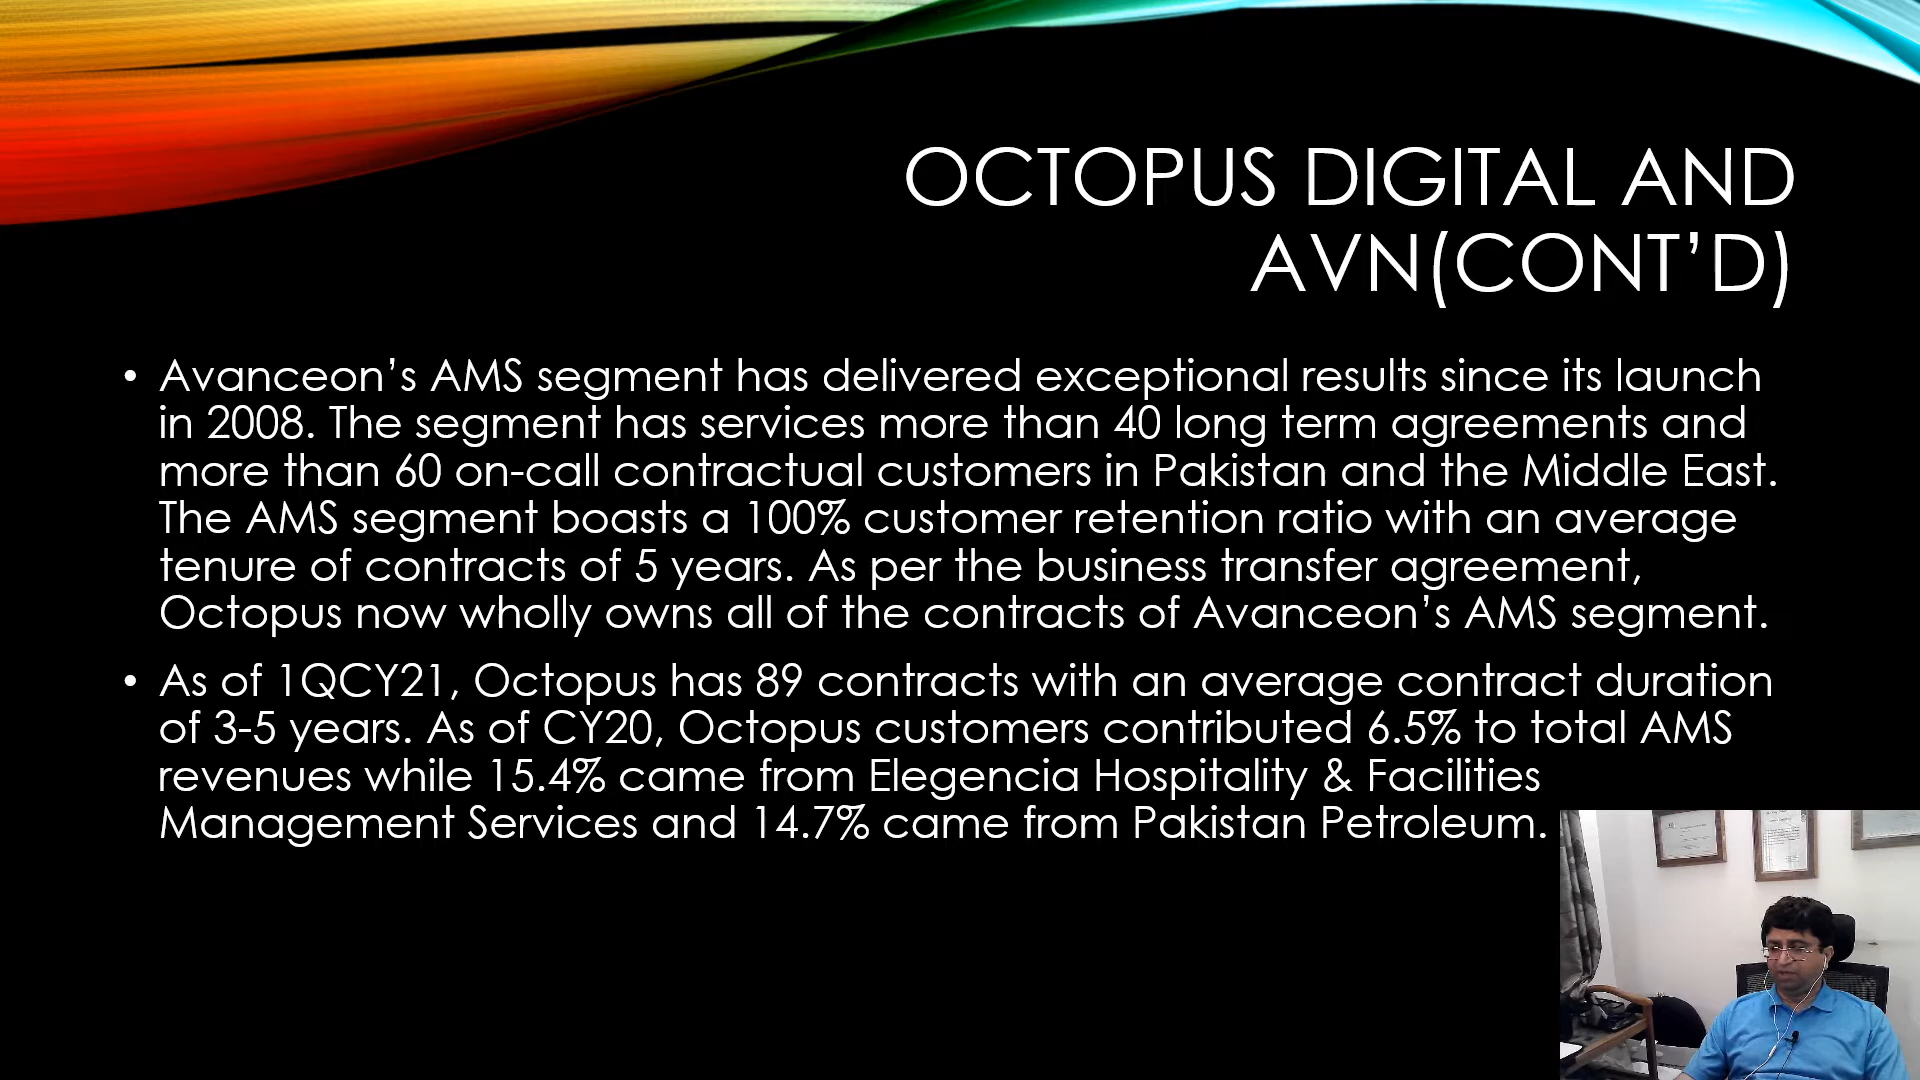 OCTOPUS DIGITAL AND
AVN(CONT’D)
• Avanceon’s AMS segment has delivered exceptional results since its launch
in 2008. The segment has services more than 40 long term agreements and
more than 60 on-call contractual customers in Pakistan and the Middle East.
The AMS segment boasts a 100% customer retention ratio with an average
tenure of contracts of 5 years. As per the business transfer agreement,
Octopus now wholly owns all of the contracts of Avanceon’s AMS segment.
• As of 1QCY21, Octopus has 89 contracts with an average contract duration
of 3-5 years. As of CY20, Octopus customers contributed 6.5% to total AMS
revenues while 15.4% came from Elegencia Hospitality & Facilities
Management Services and 14.7% came from Pakistan Petroleum.